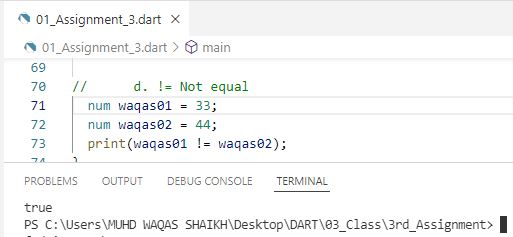 01_Assignment_3.dart ×
01_Assignment_3.dart > main
69
70 // d. != Not equal
71 num waqas01 = 33;
72 num waqas02 = 44;
73 print(waqas01 != waqas02);
74 }
PROBLEMS OUTPUT DEBUG CONSOLE TERMINAL
true
PS C:\Users\MUHD WAQAS SHAIKH\Desktop\DART\03_Class\3rd_Assignment>